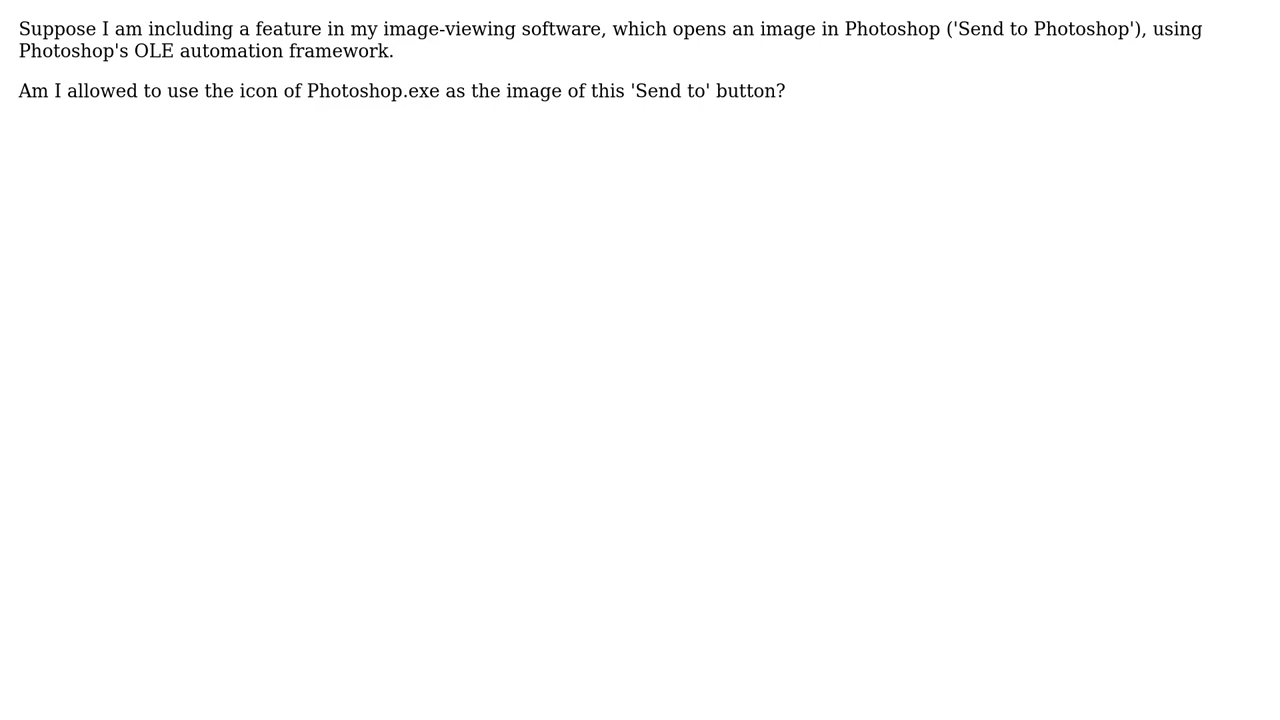 Suppose I am including a feature in my image-viewing software, which opens an image in Photoshop ('Send to Photoshop'), using
Photoshop's OLE automation framework.
Am I allowed to use the icon of Photoshop.exe as the image of this 'Send to' button?